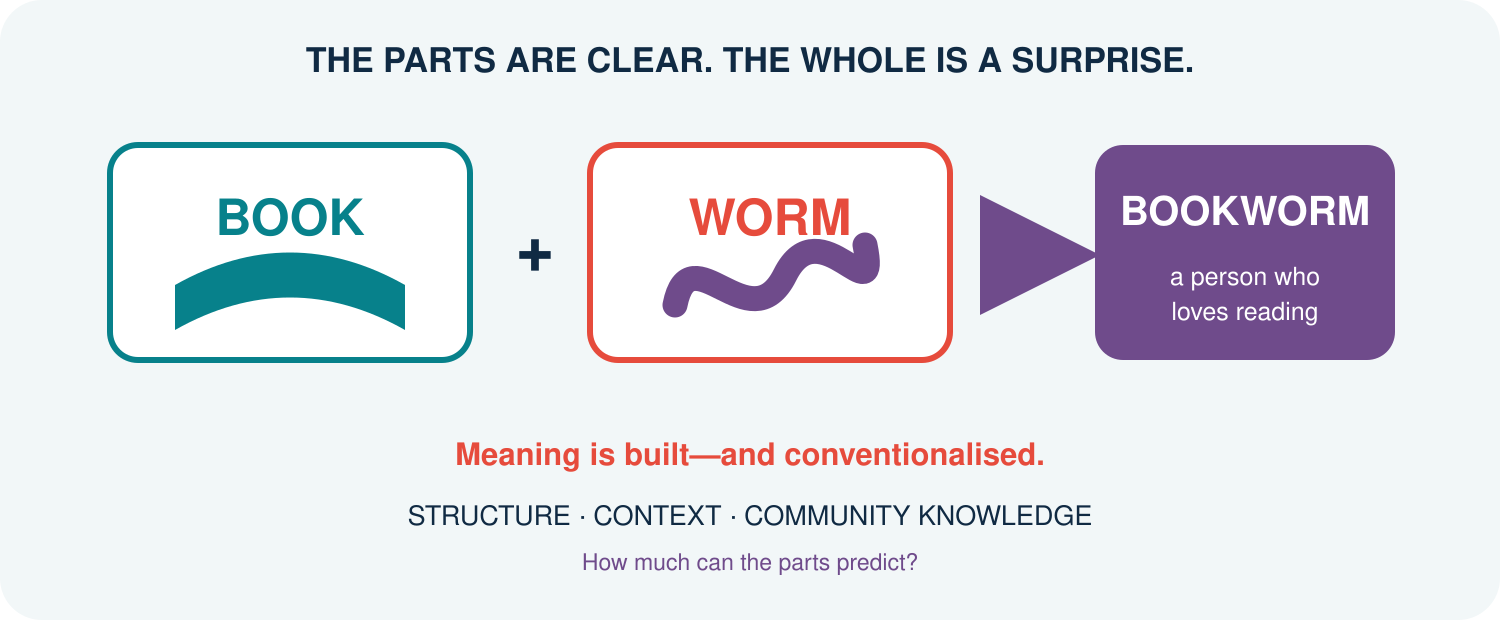 THE PARTS ARE CLEAR. THE WHOLE IS A SURPRISE.
BOOK
+
WORM
BOOKWORM
a person who
loves reading
Meaning is built—and conventionalised.
STRUCTURE · CONTEXT · COMMUNITY KNOWLEDGE
How much can the parts predict?